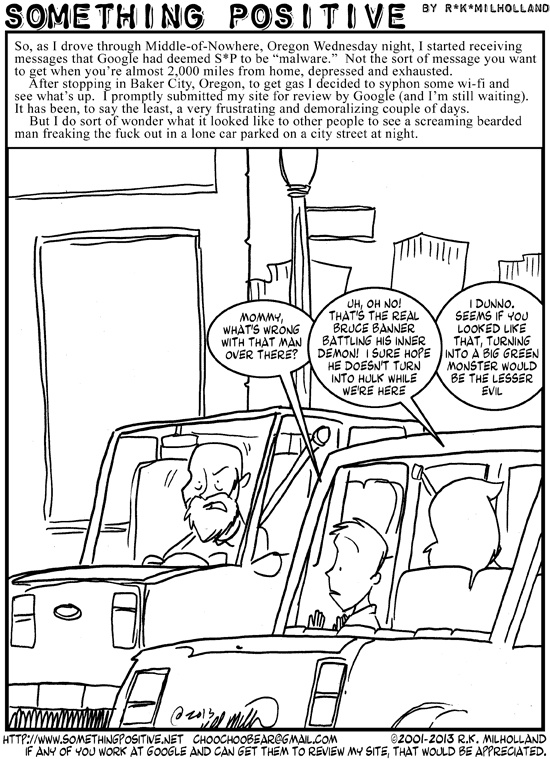 SOMETHING POSITIVE BY R*K*MILHOLLAND
So, as I drove through Middle-of-Nowhere, Oregon Wednesday night, I started receiving
messages that Google had deemed S*P to be “malware.”  Not the sort of message you want
to get when you’re almost 2,000 miles from home, depressed and exhausted.
After stopping in Baker City, Oregon, to get gas I decided to syphon some wi-fi and
see what’s up.  I promptly submitted my site for review by Google (and I’m still waiting).
It has been, to say the least, a very frustrating and demoralizing couple of days.
But I do sort of wonder what it looked like to other people to see a screaming bearded
man freaking the fuck out in a lone car parked on a city street at night.
MOMMY,
WHAT'S WRONG
WITH THAT MAN
OVER THERE?
UH, OH NO!
THAT'S THE REAL
BRUCE BANNER
BATTLING HIS INNER
DEMON!  I SURE HOPE
HE DOESN'T TURN
INTO HULK WHILE
WE'RE HERE
I DUNNO.
SEEMS IF YOU
LOOKED LIKE
THAT, TURNING
INTO A BIG GREEN
MONSTER WOULD
BE THE LESSER
EVIL
@2013
HTTP://WWW.SOMETHINGPOSITIVE.NET CHOOCHOOBEAR@GMAIL.COM ©2001-2013 R.K. MILHOLLAND
IF ANY OF YOU WORK AT GOOGLE AND CAN GET THEM TO REVIEW MY SITE, THAT WOULD BE APPRECIATED.